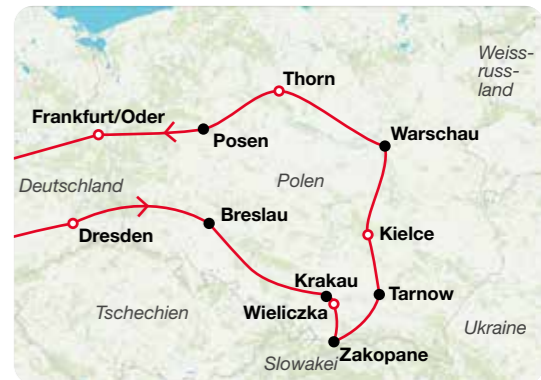 Weiss-
russ-
land
Thorn
Frankfurt/Oder
Posen
Warschau
Deutschland
Polen
Breslau
Dresden
Kielce
Krakau
Tarnow
Wieliczka
Tschechien
Ukraine
Zakopane
Slowakei